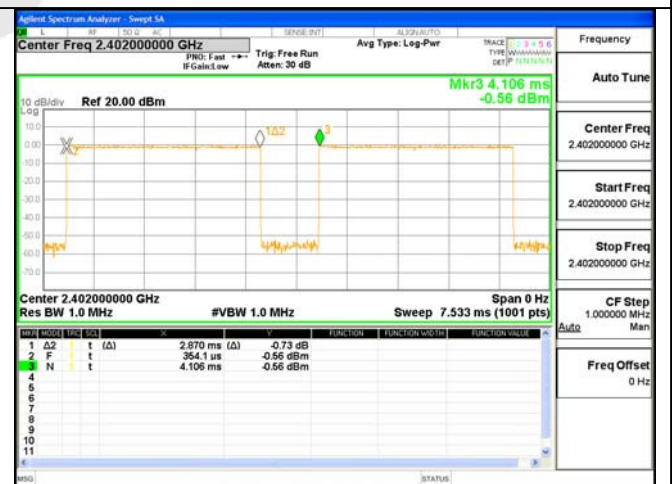 Agilent Spectrum Analyzer - Swept SA
L RF 50 Ω AC SENSE:INT ALIGNAUTO
Center Freq 2.402000000 GHz
PNO: Fast
IFGain:Low
Trig: Free Run
Atten: 30 dB
Avg Type: Log-Pwr
TRACE 1 2 3 4 5 6
TYPE WWWWWW
DET P N N N N N
Mkr3 4.106 ms
-0.56 dBm
10 dB/div Ref 20.00 dBm
Log
10.0
0.00
-10.0
-20.0
-30.0
-40.0
-50.0
-60.0
-70.0
2
1Δ2
3
Center 2.402000000 GHz
Res BW 1.0 MHz
#VBW 1.0 MHz
Span 0 Hz
Sweep 7.533 ms (1001 pts)
MKR MODE TRC SCL X Y FUNCTION FUNCTION WIDTH FUNCTION VALUE
1 Δ2 t (Δ) 2.870 ms (Δ) -0.73 dB
2 F t 354.1 µs -0.56 dBm
3 N t 4.106 ms -0.56 dBm
4
5
6
7
8
9
10
11
MSG
STATUS
Frequency
Auto Tune
Center Freq
2.402000000 GHz
Start Freq
2.402000000 GHz
Stop Freq
2.402000000 GHz
CF Step
1.000000 MHz
Auto Man
Freq Offset
0 Hz